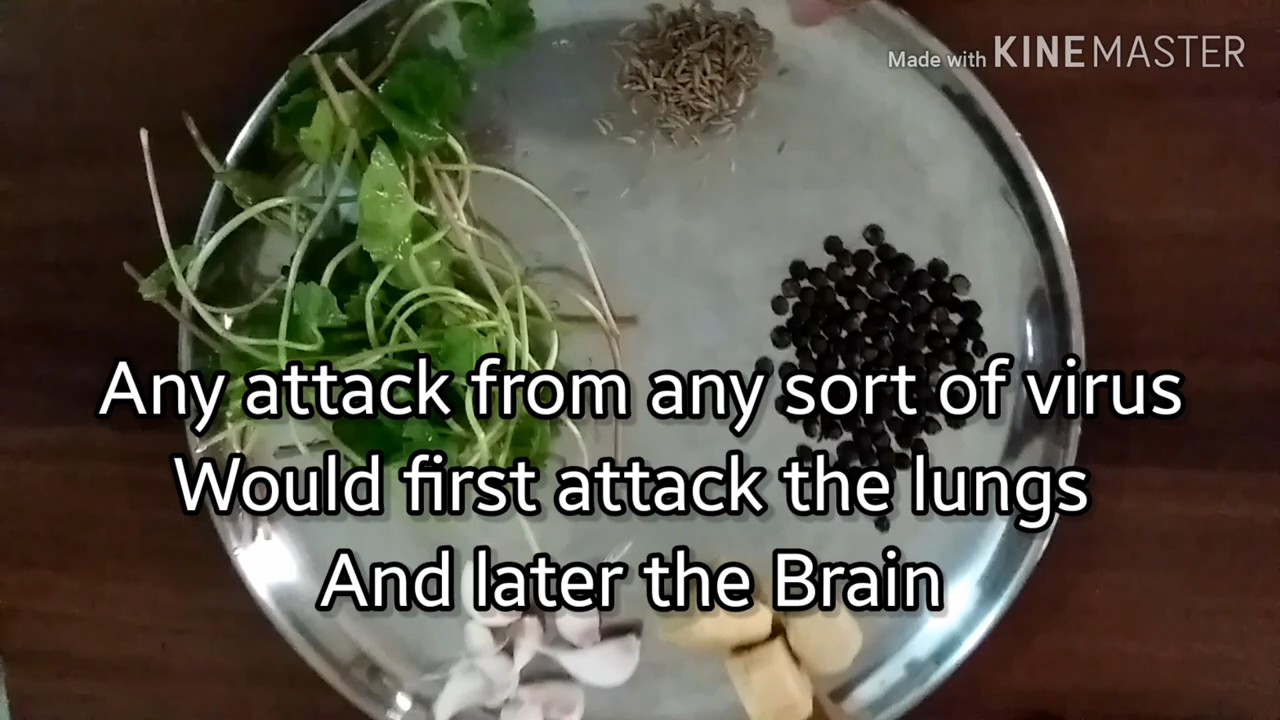 Made with KINEMASTER
Any attack from any sort of virus
Would first attack the lungs
And later the Brain